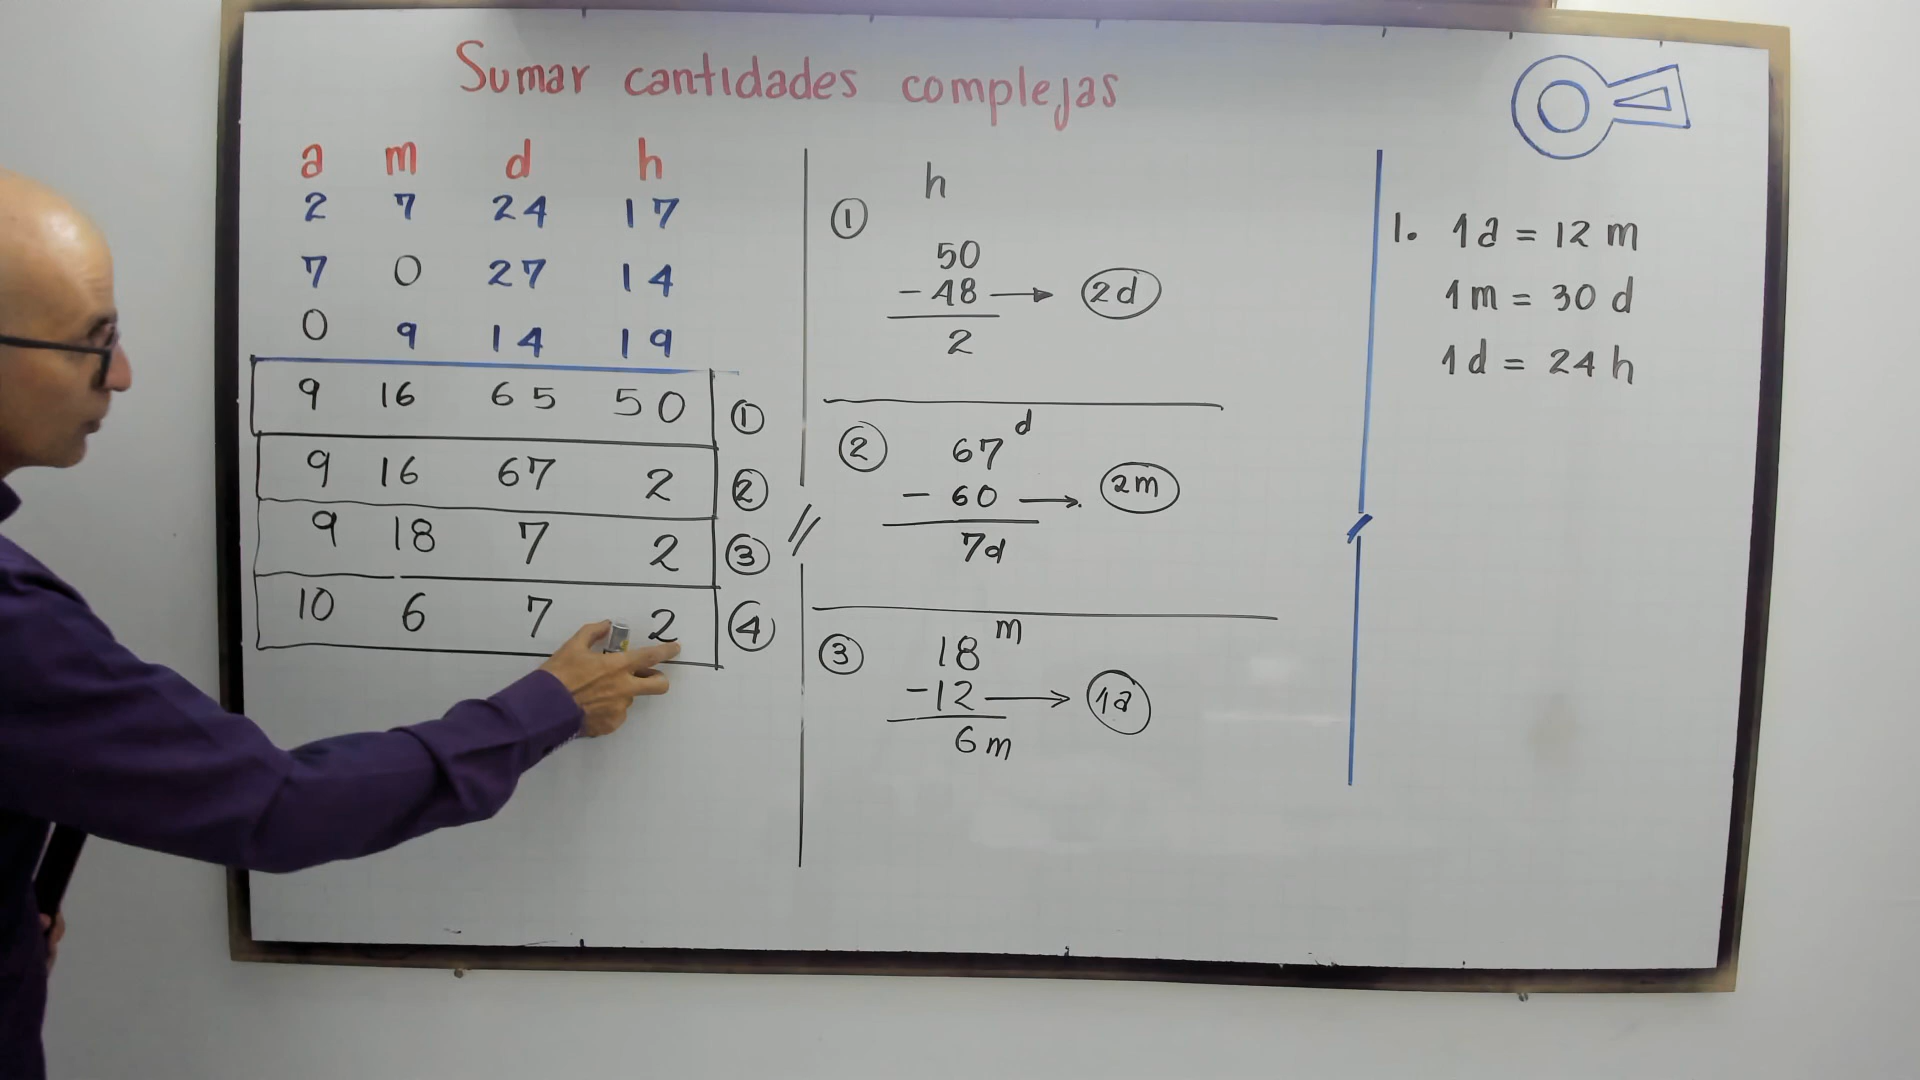 Sumar cantidades complejas
a m d h
2 7 24 17
7 0 27 14
0 9 14 19
9 16 65 50 ①
9 16 67 2 ②
9 18 7 2 ③
10 6 7 2 ④
h
①
50
- 48 → 2d
2
②
67 d
- 60 → 2m
7d
③
18 m
- 12 → 1a
6m
1. 1a = 12 m
1m = 30 d
1d = 24 h